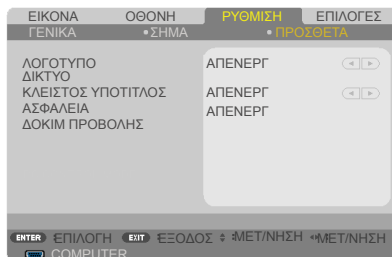 ΕΙΚΟΝΑ ΟΘΟΝΗ ΡΥΘΜΙΣΗ ΕΠΙΛΟΓΕΣ
ΓΕΝΙΚΑ •ΣΗΜΑ • ΠΡΟΣΘΕΤΑ
ΛΟΓΟΤΥΠΟ ΑΠΕΝΕΡΓ
ΔΙΚΤΥΟ
ΚΛΕΙΣΤΟΣ ΥΠΟΤΙΤΛΟΣ ΑΠΕΝΕΡΓ
ΑΣΦΑΛΕΙΑ ΑΠΕΝΕΡΓ
ΔΟΚΙΜ ΠΡΟΒΟΛΗΣ
ENTER :ΕΠΙΛΟΓΗ EXIT :ΕΞΟΔΟΣ :ΜΕΤ/ΝΗΣΗ :ΜΕΤ/ΝΗΣΗ
COMPUTER